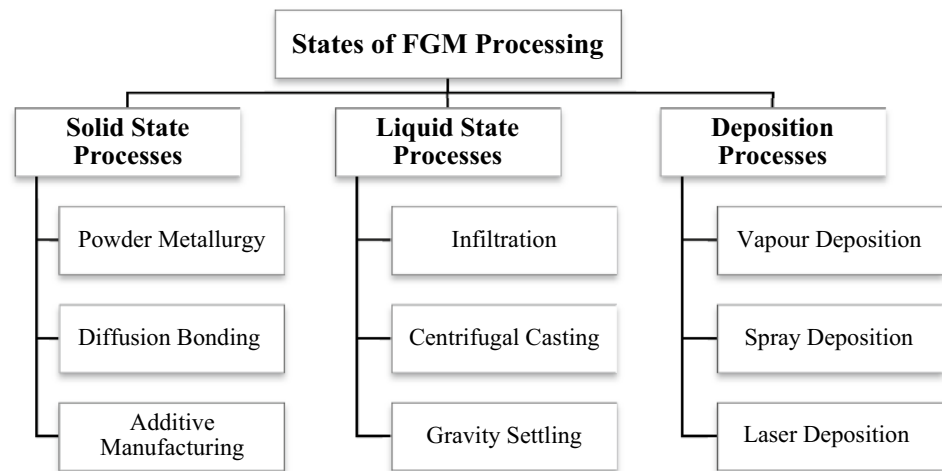 States of FGM Processing
Solid State
Processes
Liquid State
Processes
Deposition
Processes
Powder Metallurgy
Infiltration
Vapour Deposition
Diffusion Bonding
Centrifugal Casting
Spray Deposition
Additive
Manufacturing
Gravity Settling
Laser Deposition